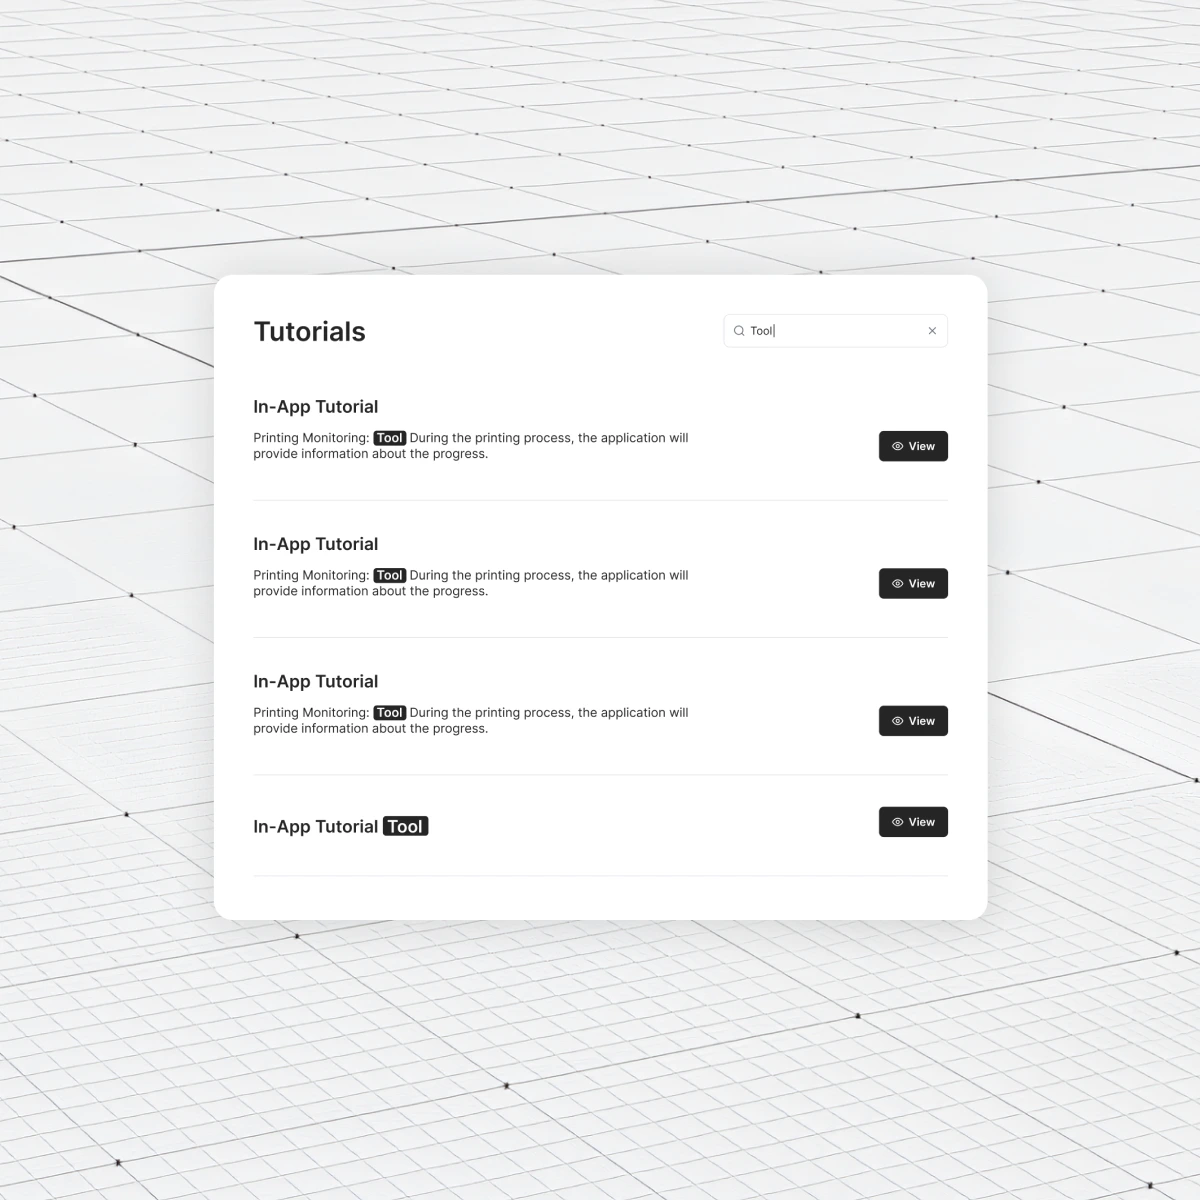 Tutorials
Tool
In-App Tutorial
Printing Monitoring: Tool During the printing process, the application will
provide information about the progress.
View
In-App Tutorial
Printing Monitoring: Tool During the printing process, the application will
provide information about the progress.
View
In-App Tutorial
Printing Monitoring: Tool During the printing process, the application will
provide information about the progress.
View
In-App Tutorial Tool
View